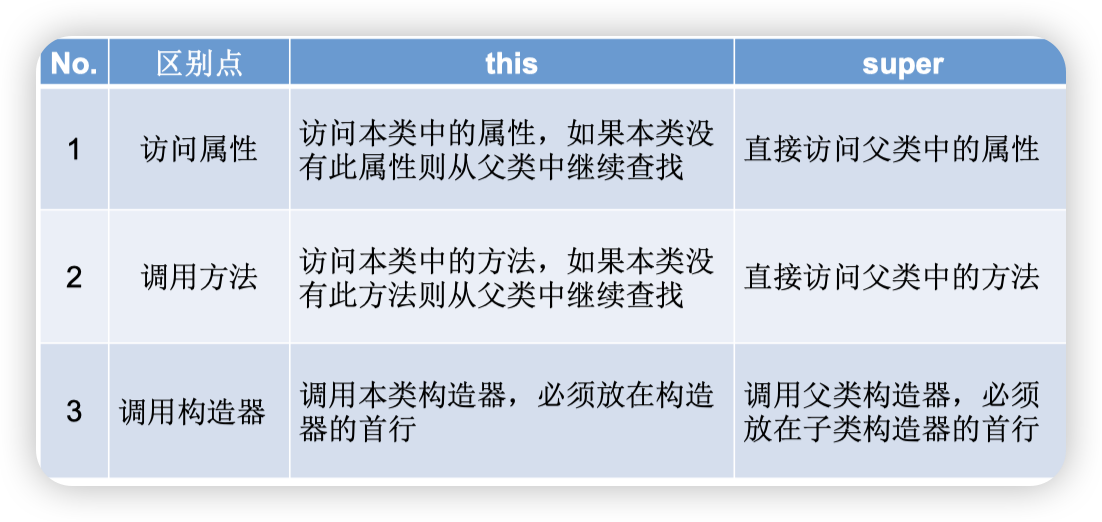 No. 区别点 this super
1 访问属性 访问本类中的属性，如果本类没 直接访问父类中的属性
有此属性则从父类中继续查找
2 调用方法 访问本类中的方法，如果本类没 直接访问父类中的方法
有此方法则从父类中继续查找
3 调用构造器 调用本类构造器，必须放在构造 调用父类构造器，必须
器的首行 放在子类构造器的首行